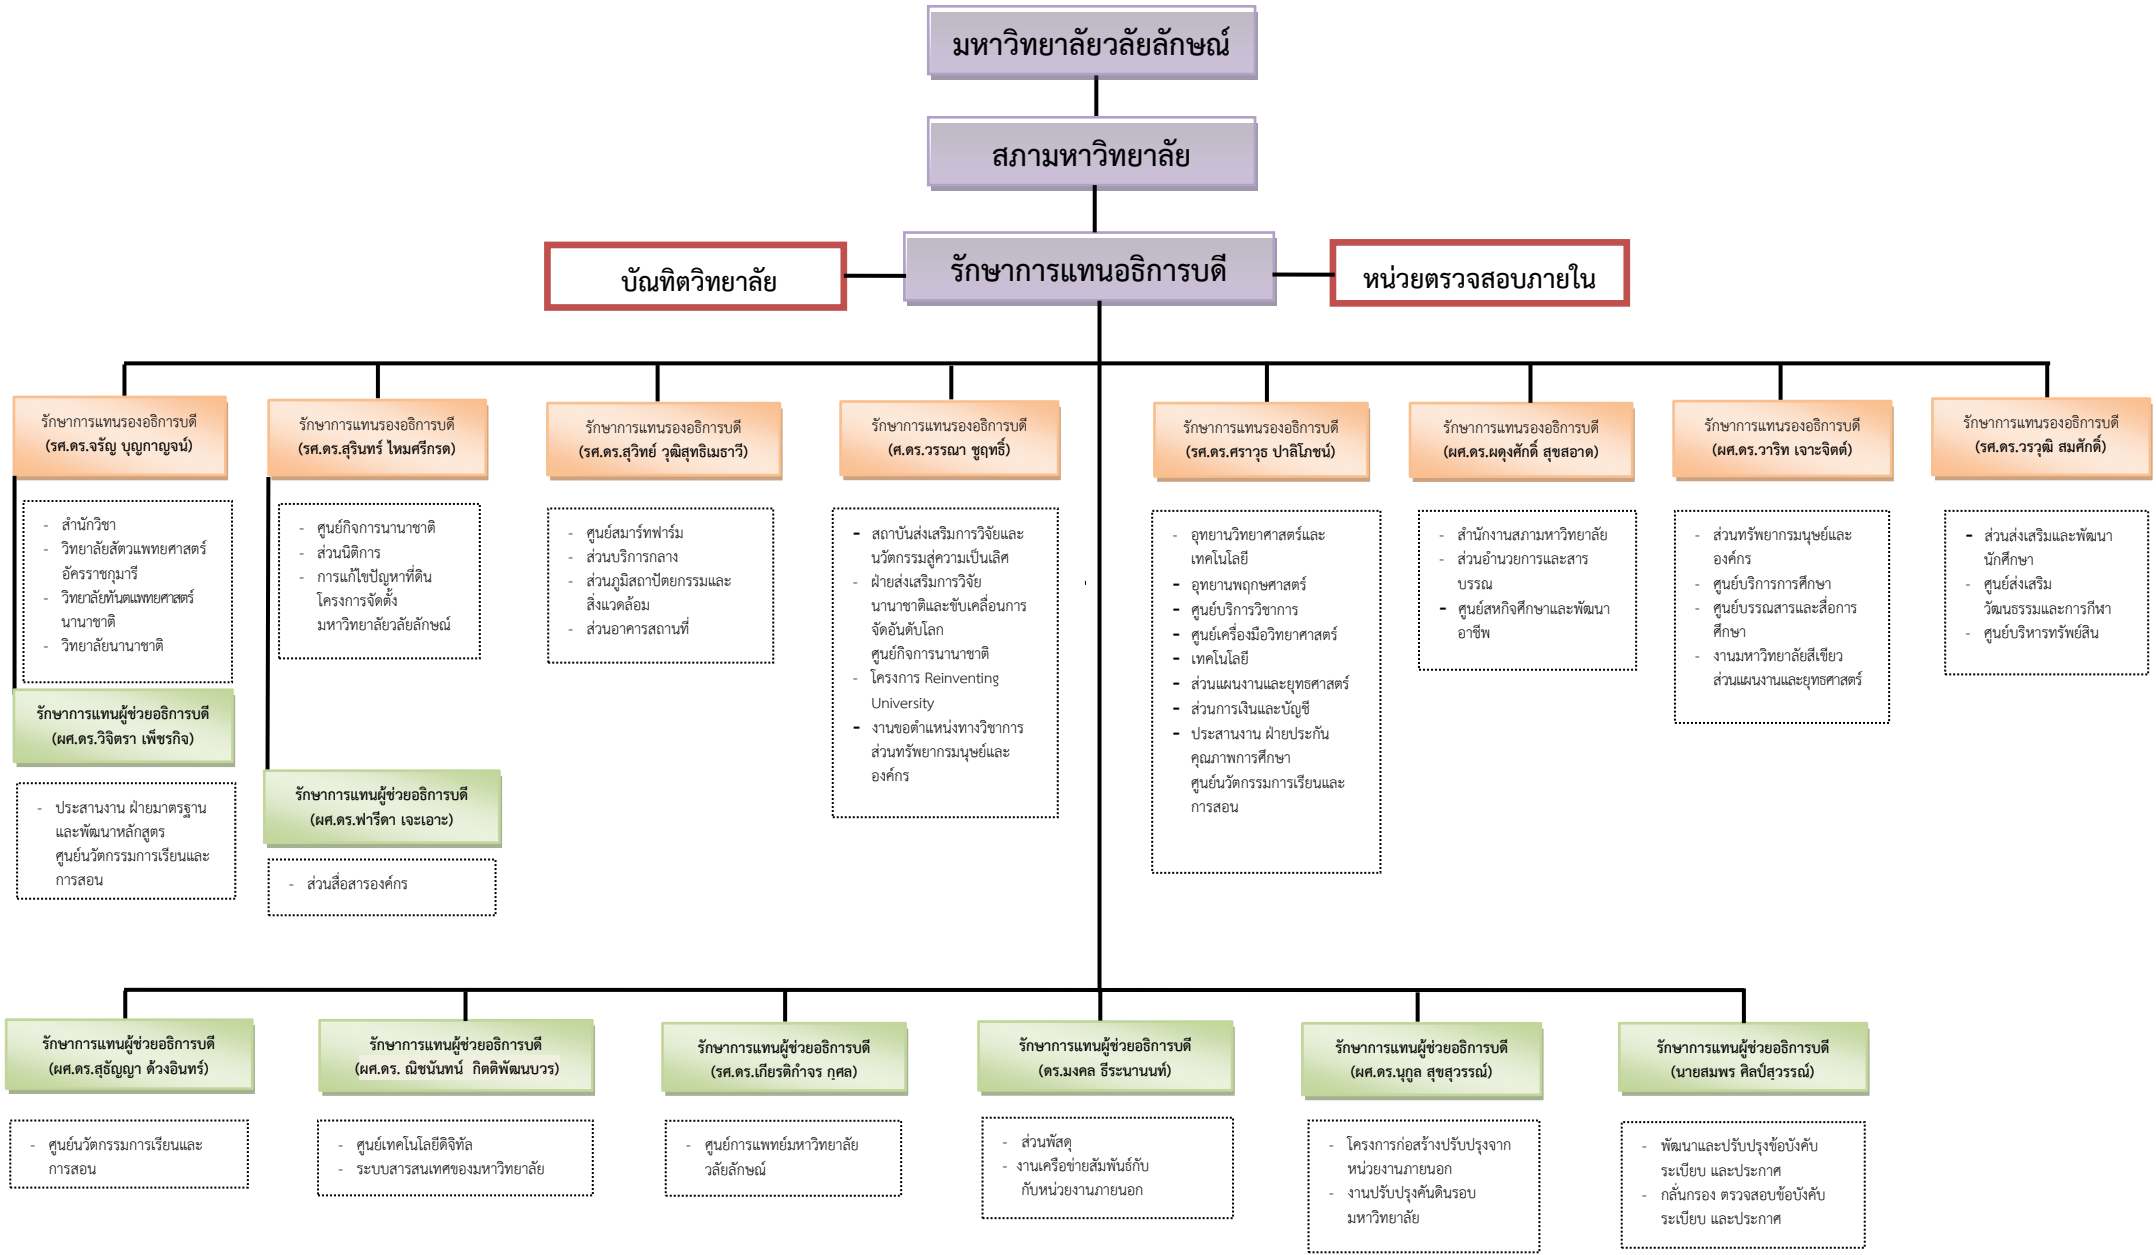 มหาวิทยาลัยวลัยลักษณ์
สภามหาวิทยาลัย
บัณฑิตวิทยาลัย
รักษาการแทนอธิการบดี
หน่วยตรวจสอบภายใน
รักษาการแทนรองอธิการบดี
(รศ.ดร.จรัญ บุญกาญจน์)
- สำนักวิชา
- วิทยาลัยสัตวแพทยศาสตร์
อัครราชกุมารี
- วิทยาลัยทันตแพทยศาสตร์
นานาชาติ
- วิทยาลัยนานาชาติ
รักษาการแทนผู้ช่วยอธิการบดี
(ผศ.ดร.วิจิตรา เพ็ชรกิจ)
- ประสานงาน ฝ่ายมาตรฐาน
และพัฒนาหลักสูตร
ศูนย์นวัตกรรมการเรียนและ
การสอน
รักษาการแทนรองอธิการบดี
(รศ.ดร.สุรินทร์ ไหมศรีกรด)
- ศูนย์กิจการนานาชาติ
- ส่วนนิติการ
- การแก้ไขปัญหาที่ดิน
โครงการจัดตั้ง
มหาวิทยาลัยวลัยลักษณ์
รักษาการแทนผู้ช่วยอธิการบดี
(ผศ.ดร.ฟารีดา เจะเอาะ)
- ส่วนสื่อสารองค์กร
รักษาการแทนรองอธิการบดี
(รศ.ดร.สุวิทย์ วุฒิสุทธิเมธาวี)
- ศูนย์สมาร์ทฟาร์ม
- ส่วนบริการกลาง
- ส่วนภูมิสถาปัตยกรรมและ
สิ่งแวดล้อม
- ส่วนอาคารสถานที่
รักษาการแทนรองอธิการบดี
(ศ.ดร.วรรณา ชูฤทธิ์)
- สถาบันส่งเสริมการวิจัยและ
นวัตกรรมสู่ความเป็นเลิศ
- ฝ่ายส่งเสริมการวิจัย
นานาชาติและขับเคลื่อนการ
จัดอันดับโลก
ศูนย์กิจการนานาชาติ
- โครงการ Reinventing
University
- งานขอตำแหน่งทางวิชาการ
ส่วนทรัพยากรมนุษย์และ
องค์กร
รักษาการแทนรองอธิการบดี
(รศ.ดร.ศราวุธ ปาลิโภชน์)
- อุทยานวิทยาศาสตร์และ
เทคโนโลยี
- อุทยานพฤกษศาสตร์
- ศูนย์บริการวิชาการ
- ศูนย์เครื่องมือวิทยาศาสตร์
- เทคโนโลยี
- ส่วนแผนงานและยุทธศาสตร์
- ส่วนการเงินและบัญชี
- ประสานงาน ฝ่ายประกัน
คุณภาพการศึกษา
ศูนย์นวัตกรรมการเรียนและ
การสอน
รักษาการแทนรองอธิการบดี
(ผศ.ดร.ผดุงศักดิ์ สุขสอาด)
- สำนักงานสภามหาวิทยาลัย
- ส่วนอำนวยการและสาร
บรรณ
- ศูนย์สหกิจศึกษาและพัฒนา
อาชีพ
รักษาการแทนรองอธิการบดี
(ผศ.ดร.วาริท เจาะจิตต์)
- ส่วนทรัพยากรมนุษย์และ
องค์กร
- ศูนย์บริการการศึกษา
- ศูนย์บรรณสารและสื่อการ
ศึกษา
- งานมหาวิทยาลัยสีเขียว
ส่วนแผนงานและยุทธศาสตร์
รักษาการแทนรองอธิการบดี
(รศ.ดร.วรวุฒิ สมศักดิ์)
- ส่วนส่งเสริมและพัฒนา
นักศึกษา
- ศูนย์ส่งเสริม
วัฒนธรรมและการกีฬา
- ศูนย์บริหารทรัพย์สิน
รักษาการแทนผู้ช่วยอธิการบดี
(ผศ.ดร.สุธัญญา ด้วงอินทร์)
- ศูนย์นวัตกรรมการเรียนและ
การสอน
รักษาการแทนผู้ช่วยอธิการบดี
(ผศ.ดร. ณิชนันทน์ กิตติพัฒนบวร)
- ศูนย์เทคโนโลยีดิจิทัล
- ระบบสารสนเทศของมหาวิทยาลัย
รักษาการแทนผู้ช่วยอธิการบดี
(รศ.ดร.เกียรติกำจร กุศล)
- ศูนย์การแพทย์มหาวิทยาลัย
วลัยลักษณ์
รักษาการแทนผู้ช่วยอธิการบดี
(ดร.มงคล ธีระนานนท์)
- ส่วนพัสดุ
- งานเครือข่ายสัมพันธ์กับ
กับหน่วยงานภายนอก
รักษาการแทนผู้ช่วยอธิการบดี
(ผศ.ดร.นุกูล สุขสุวรรณ์)
- โครงการก่อสร้างปรับปรุงจาก
หน่วยงานภายนอก
- งานปรับปรุงคันดินรอบ
มหาวิทยาลัย
รักษาการแทนผู้ช่วยอธิการบดี
(นายสมพร ศิลป์สุวรรณ์)
- พัฒนาและปรับปรุงข้อบังคับ
ระเบียบ และประกาศ
- กลั่นกรอง ตรวจสอบข้อบังคับ
ระเบียบ และประกาศ